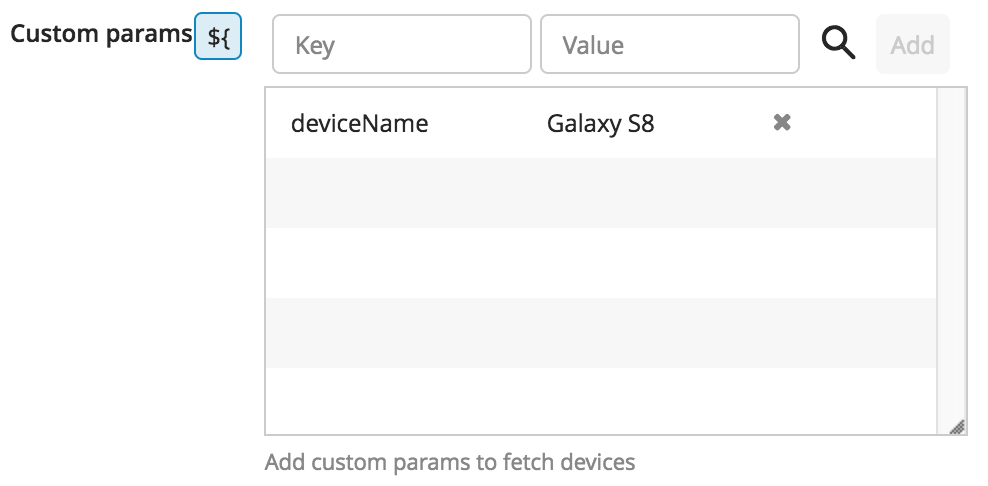 Custom params ${ Key Value Add
deviceName Galaxy S8
Add custom params to fetch devices